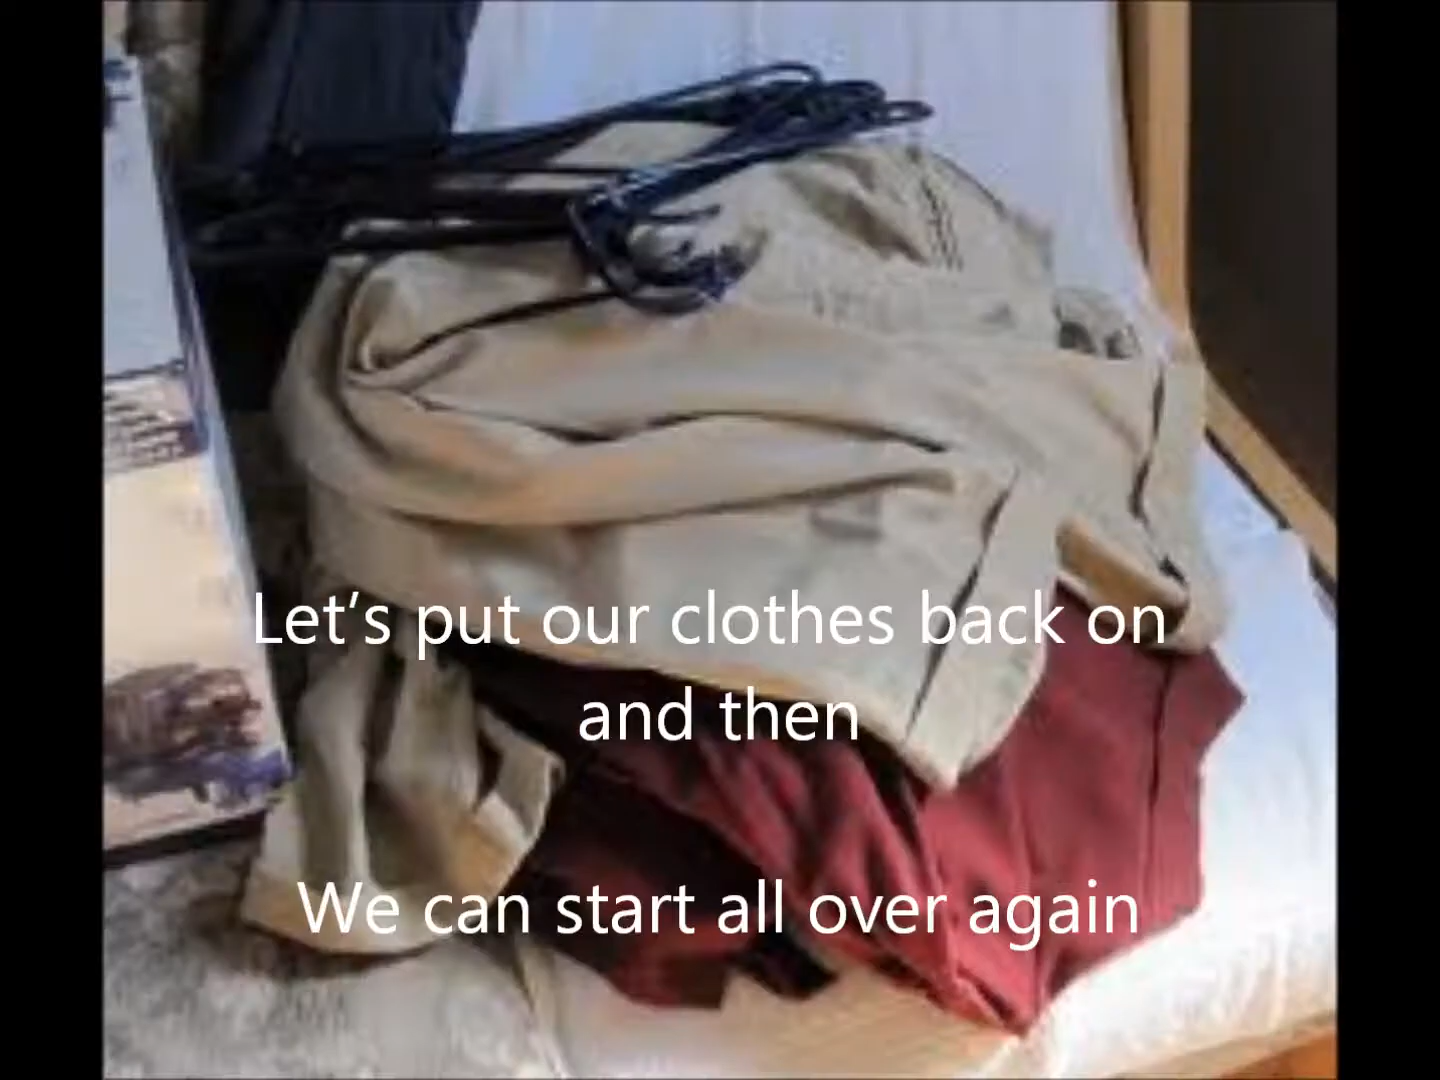 Let’s put our clothes back on
and then
We can start all over again